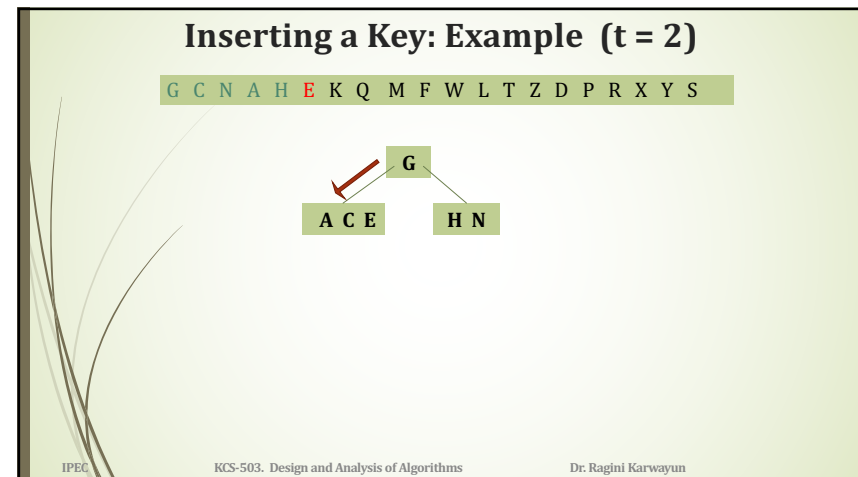 Inserting a Key: Example (t = 2)
G C N A H E K Q M F W L T Z D P R X Y S
G
A C E H N
IPEC KCS-503. Design and Analysis of Algorithms Dr. Ragini Karwayun